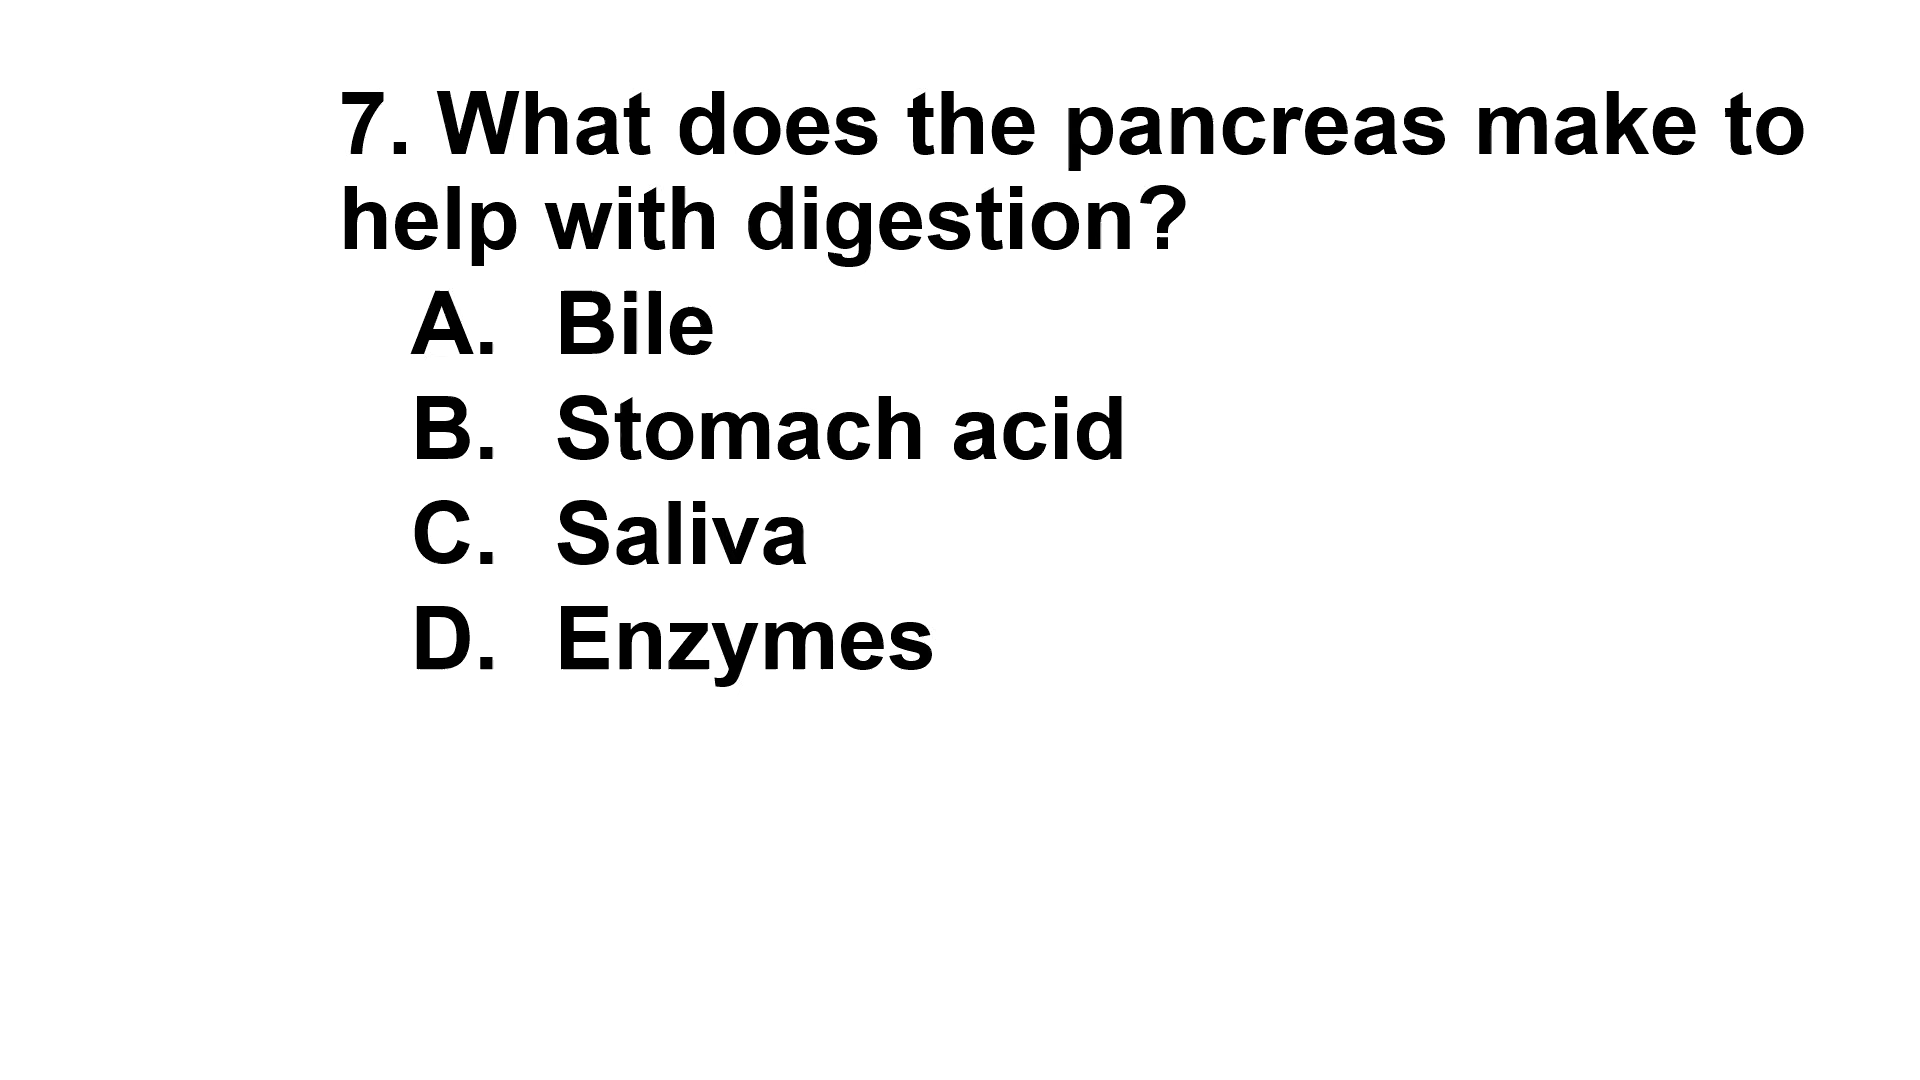 7. What does the pancreas make to
help with digestion?
A. Bile
B. Stomach acid
C. Saliva
D. Enzymes